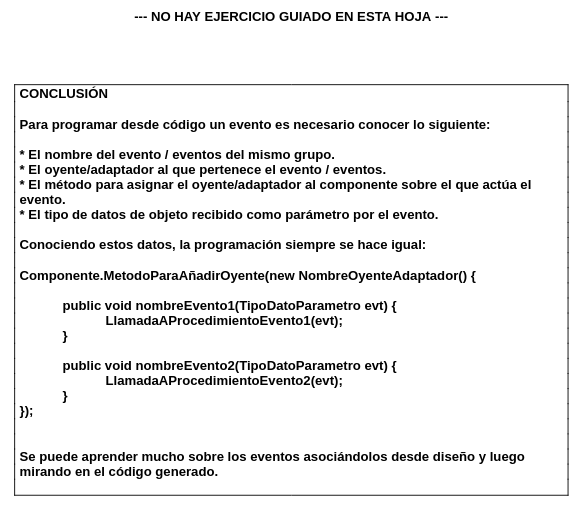 --- NO HAY EJERCICIO GUIADO EN ESTA HOJA ---
CONCLUSIÓN
Para programar desde código un evento es necesario conocer lo siguiente:
* El nombre del evento / eventos del mismo grupo.
* El oyente/adaptador al que pertenece el evento / eventos.
* El método para asignar el oyente/adaptador al componente sobre el que actúa el
evento.
* El tipo de datos de objeto recibido como parámetro por el evento.
Conociendo estos datos, la programación siempre se hace igual:
Componente.MetodoParaAñadirOyente(new NombreOyenteAdaptador() {
public void nombreEvento1(TipoDatoParametro evt) {
LlamadaAProcedimientoEvento1(evt);
}
public void nombreEvento2(TipoDatoParametro evt) {
LlamadaAProcedimientoEvento2(evt);
}
});
Se puede aprender mucho sobre los eventos asociándolos desde diseño y luego
mirando en el código generado.